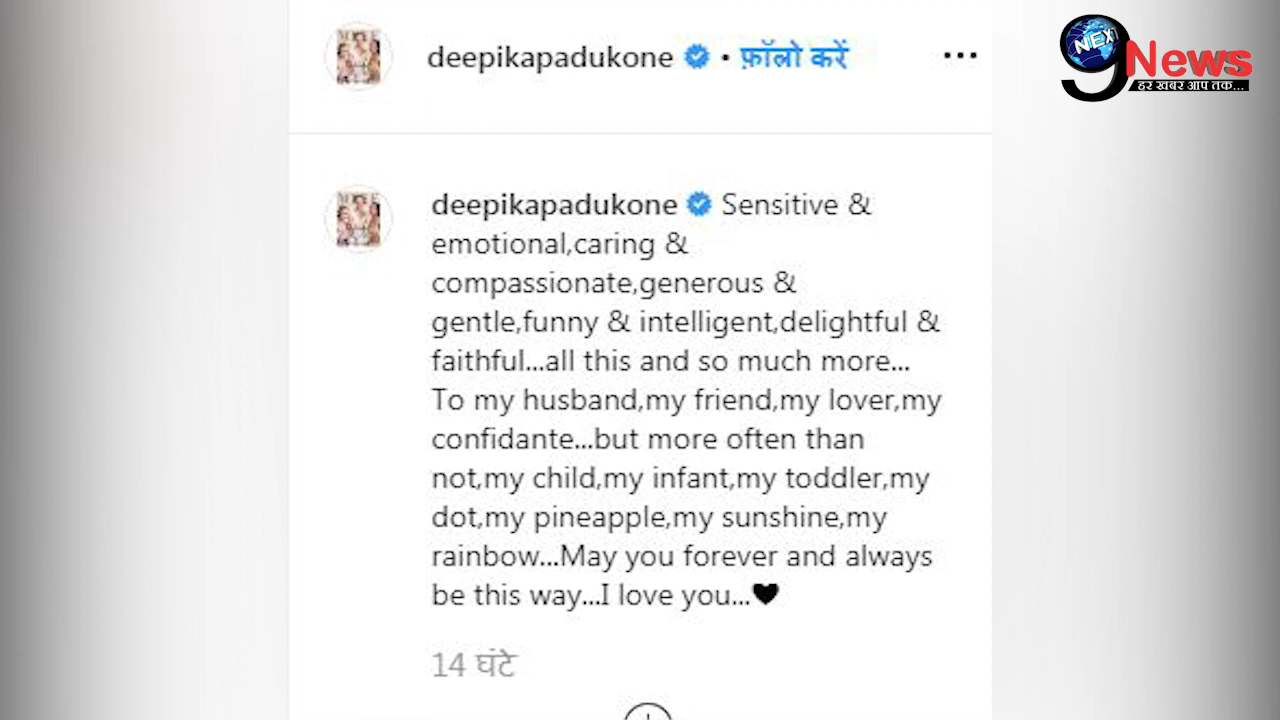 deepikapadukone • फ़ॉलो करें ...
NEXT
9News
हर खबर आप तक...
deepikapadukone Sensitive &
emotional,caring &
compassionate,generous &
gentle,funny & intelligent,delightful &
faithful...all this and so much more...
To my husband,my friend,my lover,my
confidante...but more often than
not,my child,my infant,my toddler,my
dot,my pineapple,my sunshine,my
rainbow...May you forever and always
be this way...I love you...🖤
14 घंटे